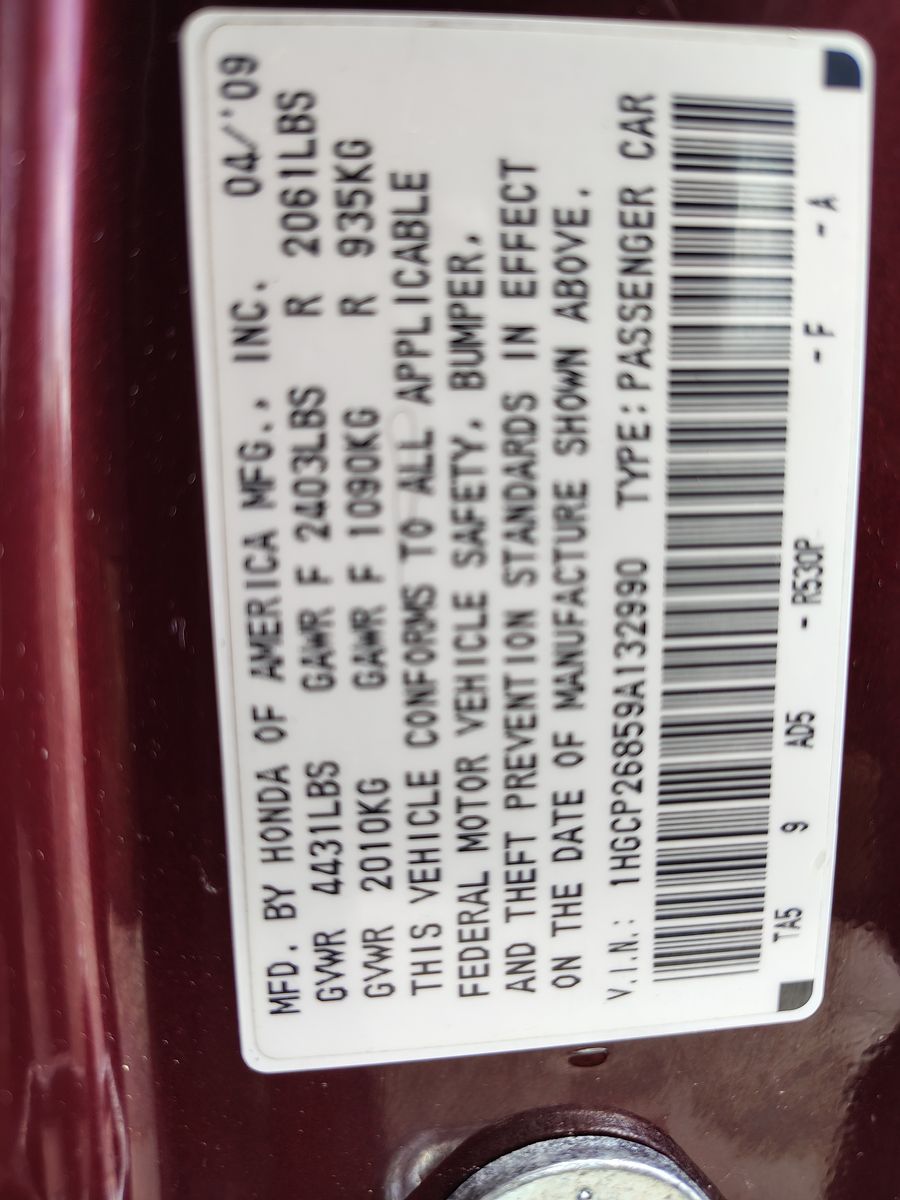 MFD. BY HONDA OF AMERICA MFG., INC. 04/'09
GVWR 4431LBS GAWR F 2403LBS R 2061LBS
GVWR 2010KG GAWR F 1090KG R 935KG
THIS VEHICLE CONFORMS TO ALL APPLICABLE
FEDERAL MOTOR VEHICLE SAFETY, BUMPER,
AND THEFT PREVENTION STANDARDS IN EFFECT
ON THE DATE OF MANUFACTURE SHOWN ABOVE.
V.I.N.: 1HGCP26859A132990 TYPE:PASSENGER CAR
TA5 9 AD5 - R530P - F - A